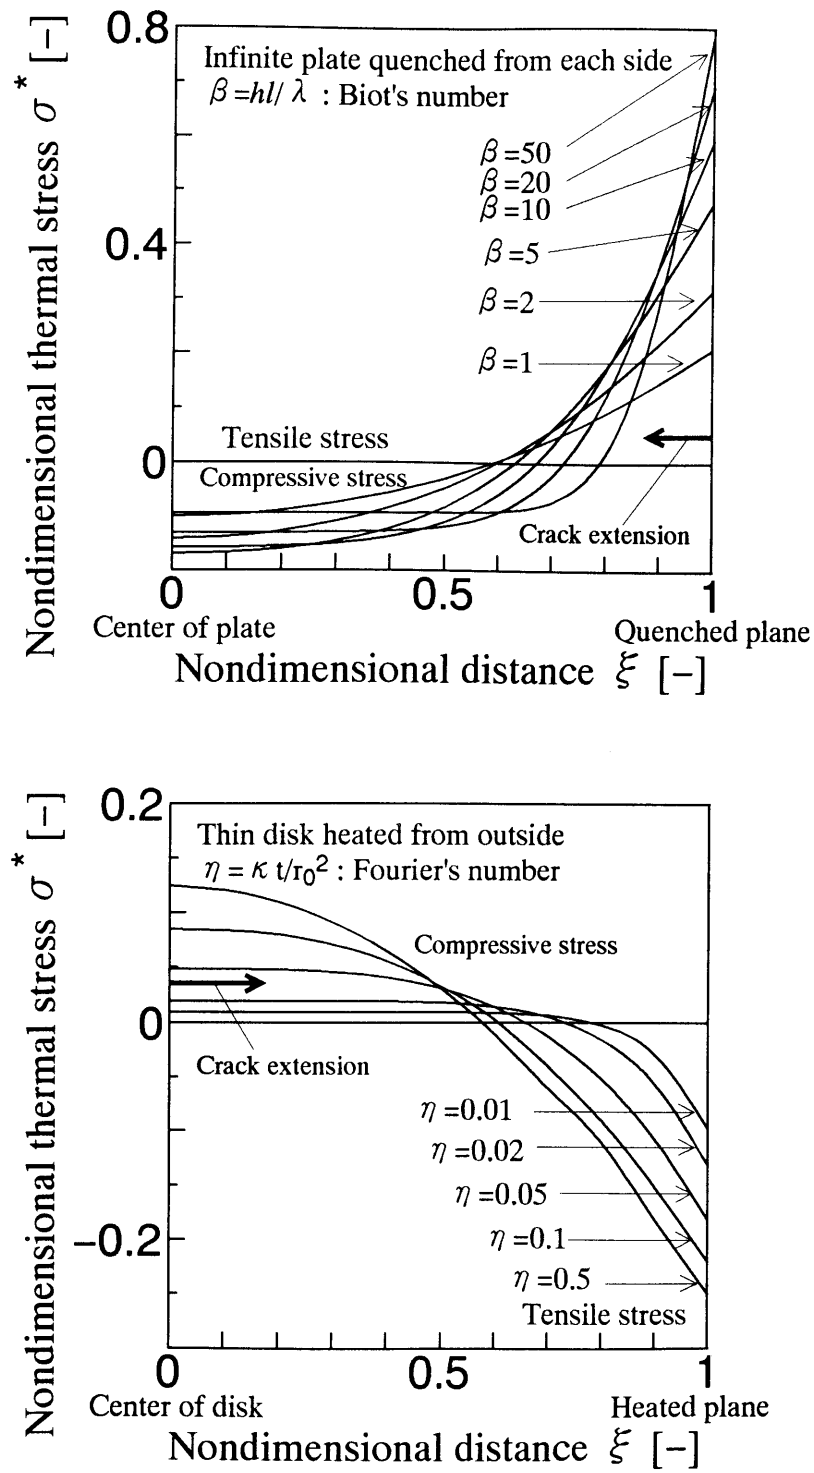 0.8
Infinite plate quenched from each side
β =hl/ λ : Biot's number
β =50
β =20
β =10
0.4
β =5
β =2
β =1
Tensile stress
0
Compressive stress
Crack extension
0 0.5 1
Center of plate Quenched plane
Nondimensional distance ξ [−]
Nondimensional thermal stress σ* [−]
0.2
Thin disk heated from outside
η = κ t/r₀² : Fourier's number
Compressive stress
0
Crack extension
η =0.01
η =0.02
η =0.05
−0.2
η =0.1
η =0.5
Tensile stress
0 0.5 1
Center of disk Heated plane
Nondimensional distance ξ [−]
Nondimensional thermal stress σ* [−]